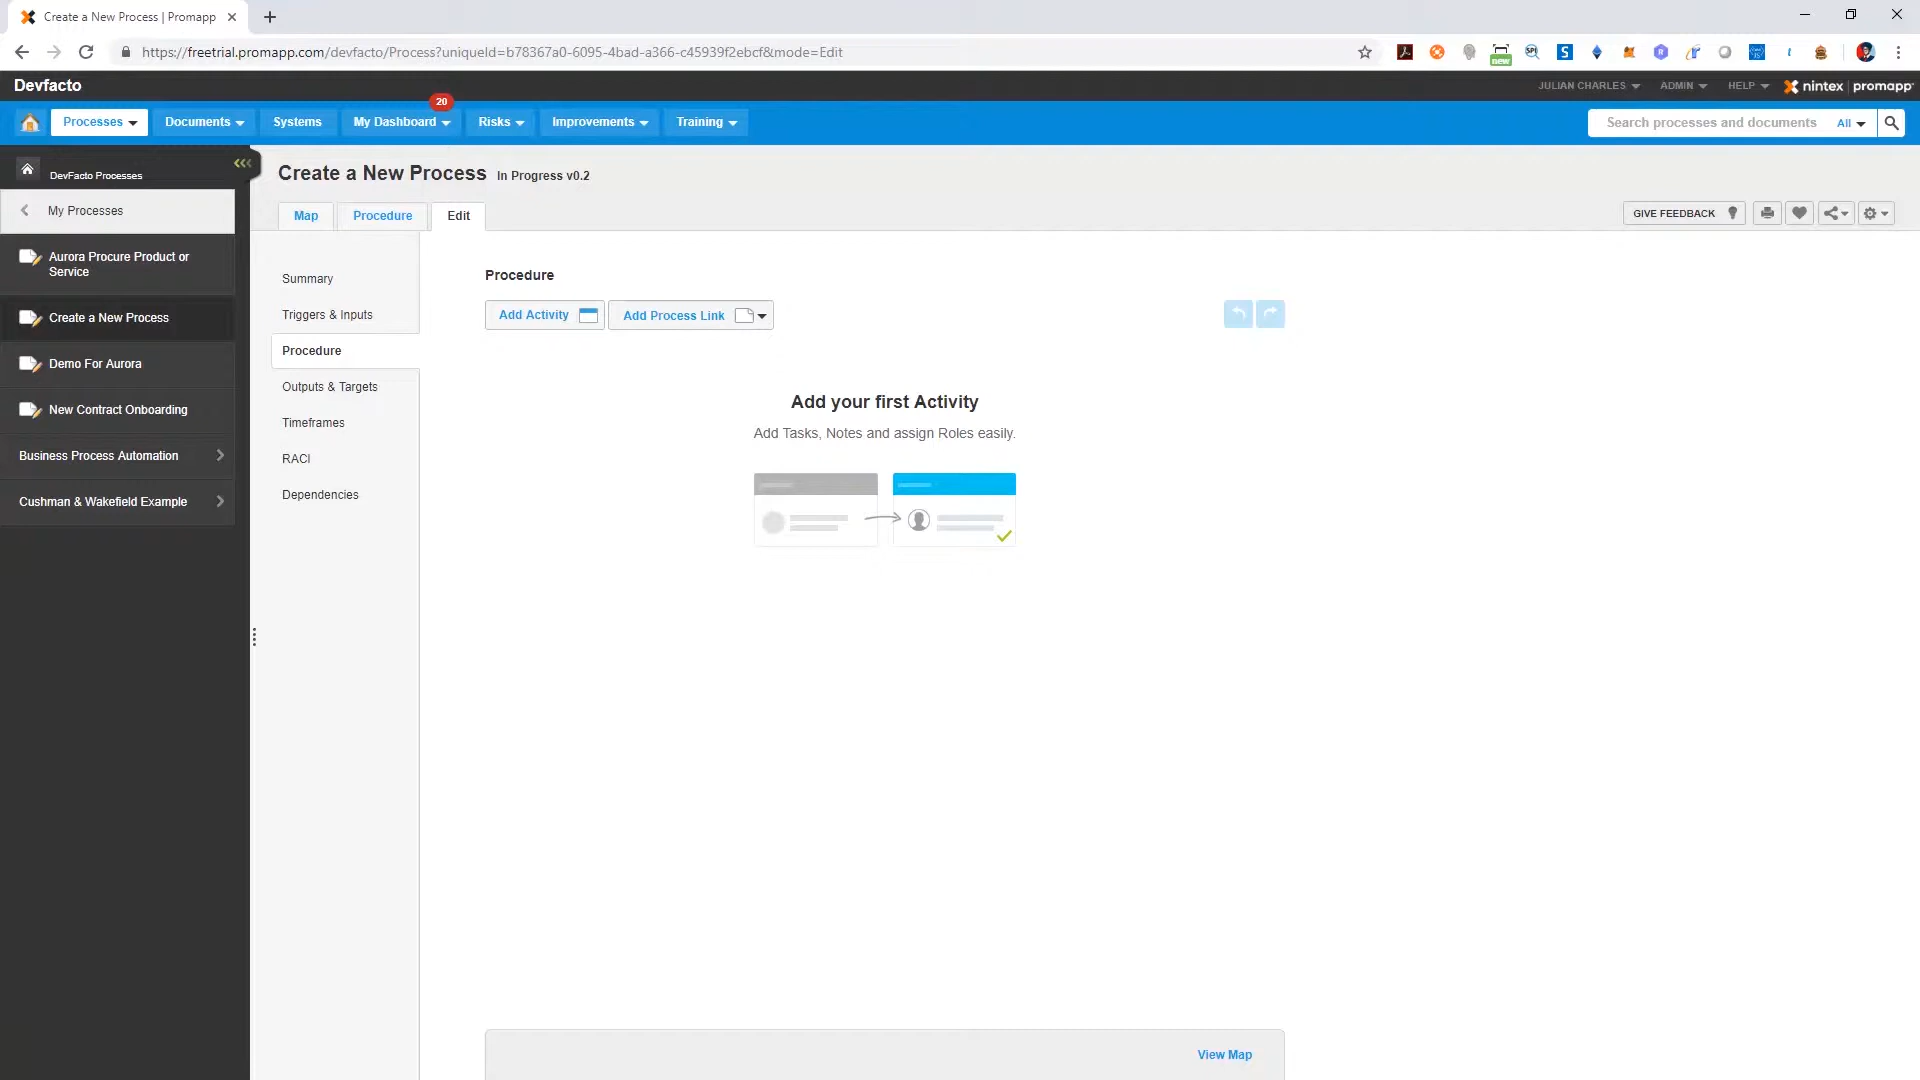 Create a New Process | Promapp
https://freetrial.promapp.com/devfacto/Process?uniqueId=b78367a0-6095-4bad-a366-c45939f2ebcf&mode=Edit
new
Devfacto
JULIAN CHARLES
ADMIN
HELP
nintex | promapp
Processes
Documents
Systems
My Dashboard
20
Risks
Improvements
Training
Search processes and documents
All
DevFacto Processes
My Processes
Aurora Procure Product or
Service
Create a New Process
Demo For Aurora
New Contract Onboarding
Business Process Automation
Cushman & Wakefield Example
Create a New Process In Progress v0.2
Map
Procedure
Edit
GIVE FEEDBACK
Summary
Triggers & Inputs
Procedure
Outputs & Targets
Timeframes
RACI
Dependencies
Procedure
Add Activity
Add Process Link
Add your first Activity
Add Tasks, Notes and assign Roles easily.
View Map